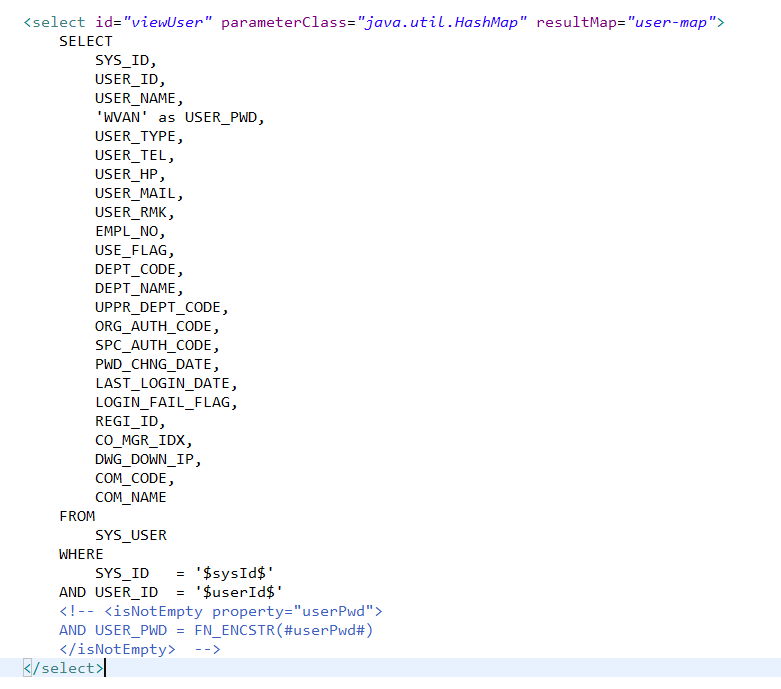 <select id="viewUser" parameterClass="java.util.HashMap" resultMap="user-map">
SELECT
SYS_ID,
USER_ID,
USER_NAME,
'WVAN' as USER_PWD,
USER_TYPE,
USER_TEL,
USER_HP,
USER_MAIL,
USER_RMK,
EMPL_NO,
USE_FLAG,
DEPT_CODE,
DEPT_NAME,
UPPR_DEPT_CODE,
ORG_AUTH_CODE,
SPC_AUTH_CODE,
PWD_CHNG_DATE,
LAST_LOGIN_DATE,
LOGIN_FAIL_FLAG,
REGI_ID,
CO_MGR_IDX,
DWG_DOWN_IP,
COM_CODE,
COM_NAME
FROM
SYS_USER
WHERE
SYS_ID   = '$sysId$'
AND USER_ID  = '$userId$'
<!-- <isNotEmpty property="userPwd">
AND USER_PWD = FN_ENCSTR(#userPwd#)
</isNotEmpty>  -->
</select>